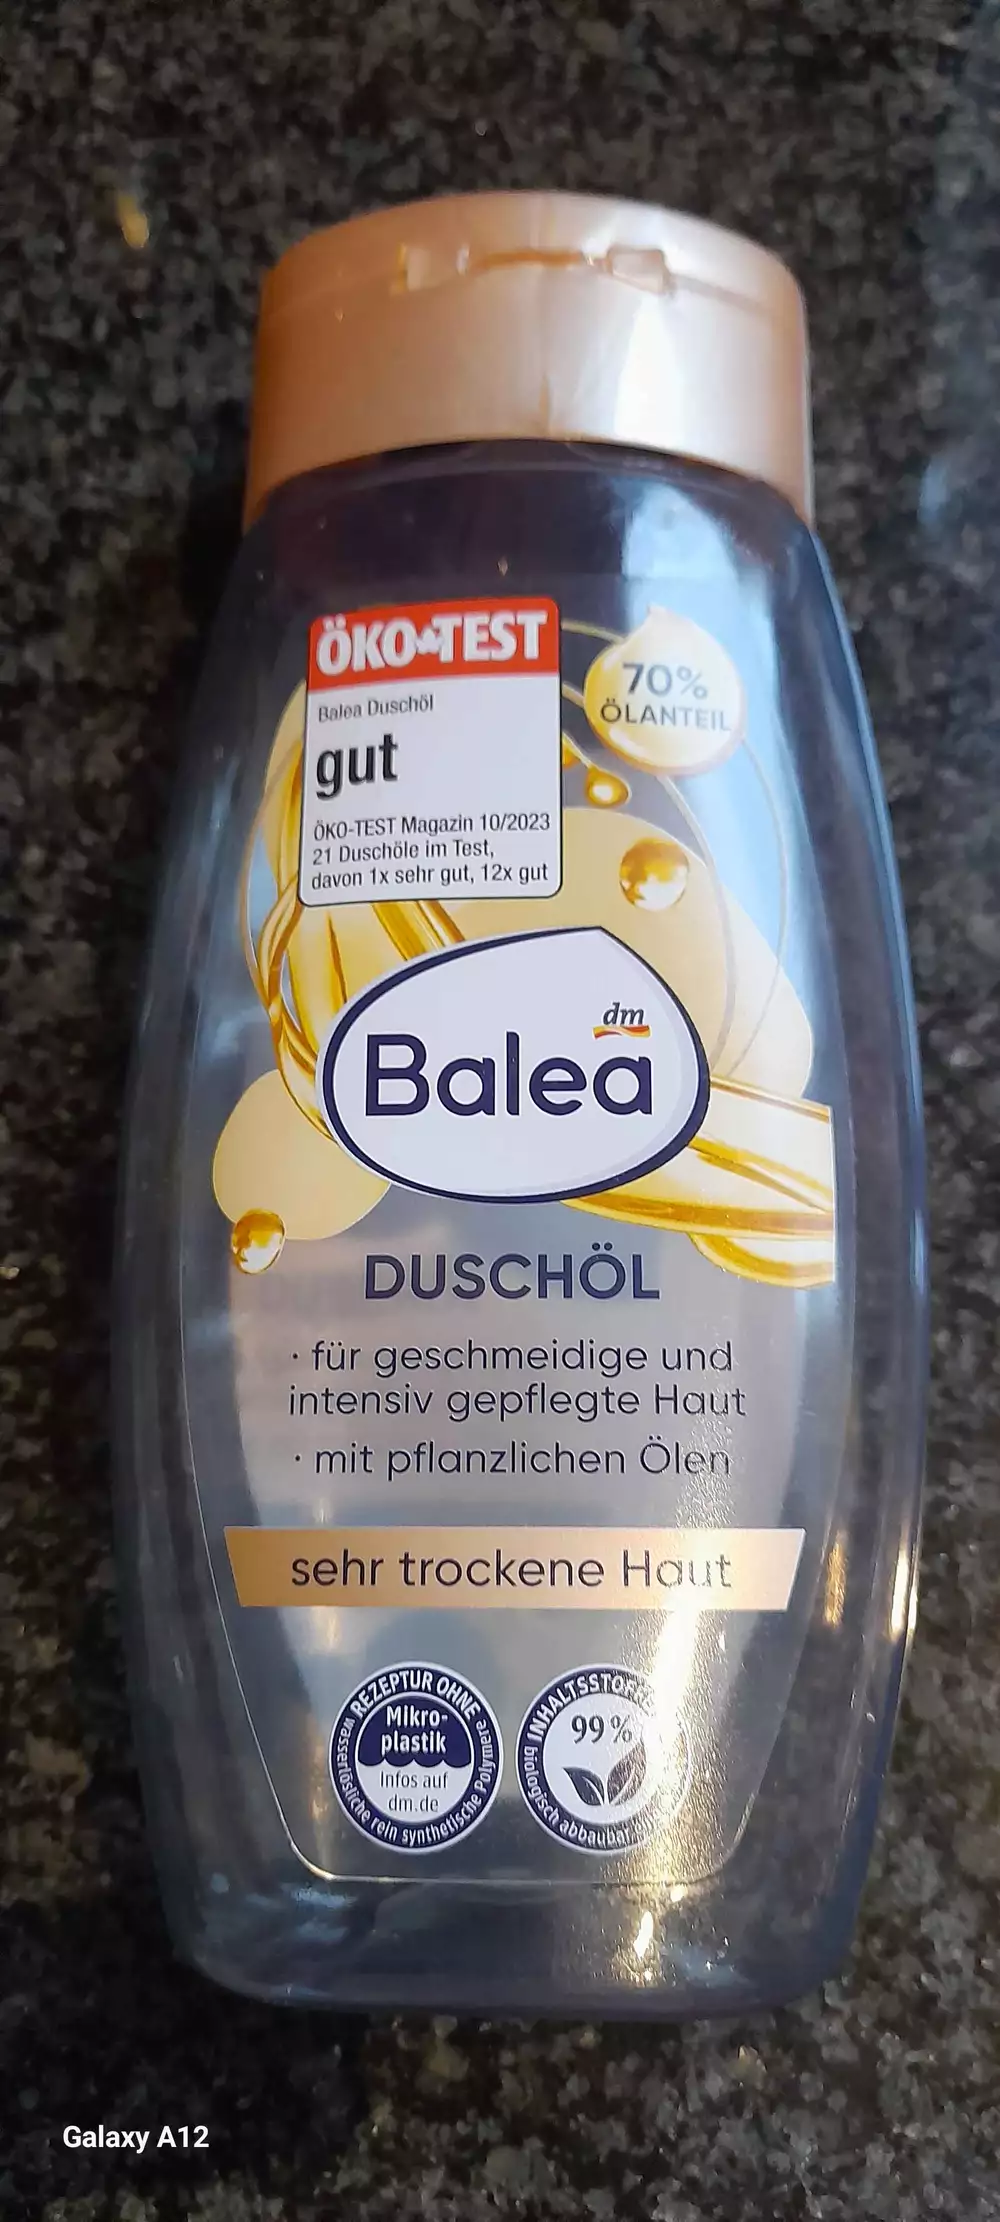 ÖKO-TEST
Balea Duschöl
gut
ÖKO-TEST Magazin 10/2023
21 Duschöle im Test,
davon 1x sehr gut, 12x gut
70%
ÖLANTEIL
dm
Balea
DUSCHÖL
· für geschmeidige und
intensiv gepflegte Haut
· mit pflanzlichen Ölen
sehr trockene Haut
REZEPTUR OHNE
Mikro-
plastik
Infos auf
dm.de
wasserlösliche rein synthetische Polymere
INHALTSSTOFFE
99%
biologisch abbaubar
Galaxy A12